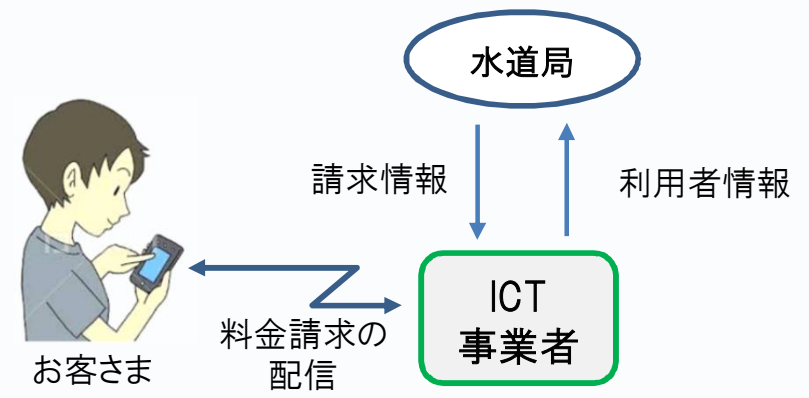 水道局
請求情報
利用者情報
ICT
事業者
料金請求の
配信
お客さま